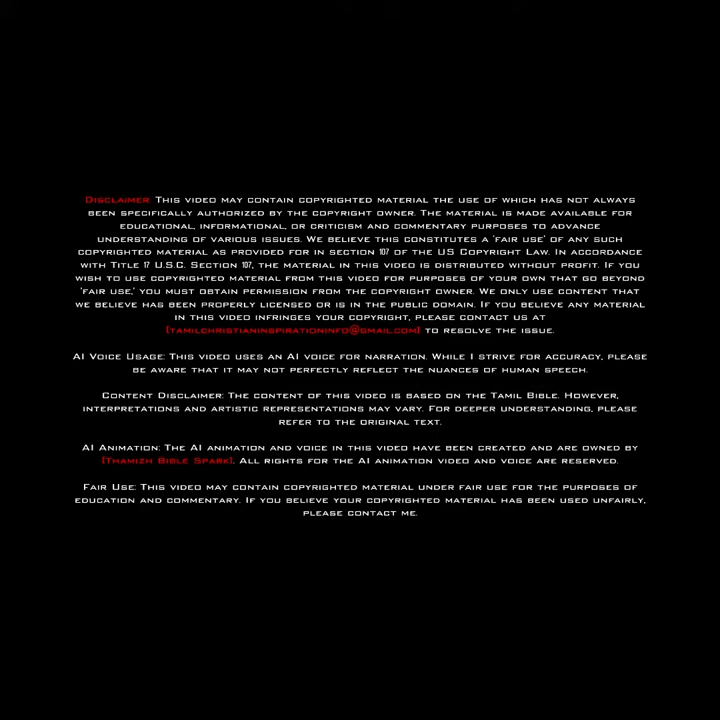 Disclaimer This video may contain copyrighted material the use of which has not always
been specifically authorized by the copyright owner. The material is made available for
educational, informational, or criticism and commentary purposes to advance
understanding of various issues. We believe this constitutes a 'fair use' of any such
copyrighted material as provided for in section 107 of the US Copyright Law. In accordance
with Title 17 U.S.C. Section 107, the material in this video is distributed without profit. If you
wish to use copyrighted material from this video for purposes of your own that go beyond
'fair use,' you must obtain permission from the copyright owner. We only use content that
we believe has been properly licensed or is in the public domain. If you believe any material
in this video infringes your copyright, please contact us at
[tamilchristianinspirationinfo@gmail.com] to resolve the issue.
AI Voice Usage: This video uses an AI voice for narration. While I strive for accuracy, please
be aware that it may not perfectly reflect the nuances of human speech.
Content Disclaimer: The content of this video is based on the Tamil Bible. However,
interpretations and artistic representations may vary. For deeper understanding, please
refer to the original text.
AI Animation: The AI animation and voice in this video have been created and are owned by
[Thamizh Bible Spark]. All rights for the AI animation video and voice are reserved.
Fair Use: This video may contain copyrighted material under fair use for the purposes of
education and commentary. If you believe your copyrighted material has been used unfairly,
please contact me.